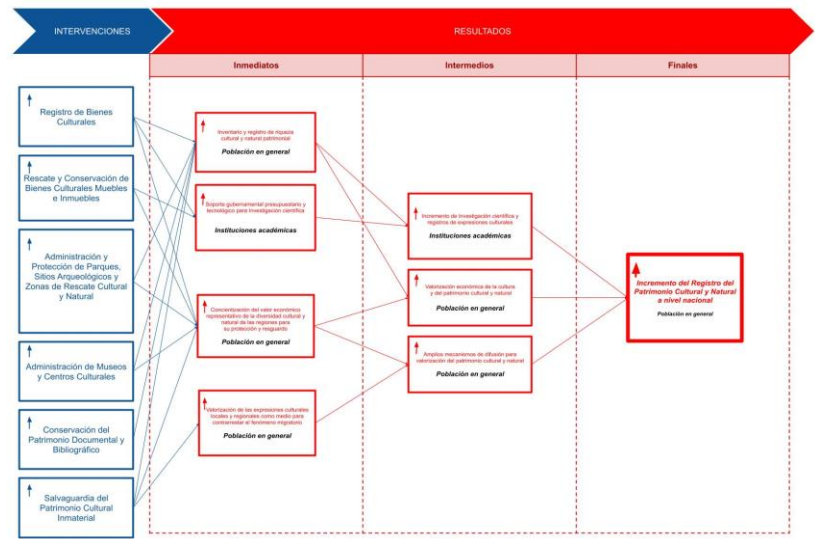 INTERVENCIONES
RESULTADOS
Inmediatos
Intermedios
Finales
Registro de Bienes
Culturales
Rescate y Conservación de
Bienes Culturales Muebles
e Inmuebles
Administración y
Protección de Parques,
Sitios Arqueológicos y
Zonas de Rescate Cultural
y Natural
Administración de Museos
y Centros Culturales
Conservación del
Patrimonio Documental y
Bibliográfico
Salvaguardia del
Patrimonio Cultural
Inmaterial
Inventario y registro de riqueza
cultural y natural patrimonial
Población en general
Soporte gubernamental presupuestario y
tecnológico para investigación científica
Instituciones académicas
Concientización del valor económico
representativo de la diversidad cultural y
natural de las regiones para
su protección y resguardo
Población en general
Valorización de las expresiones culturales
locales y regionales como medio para
contrarrestar el fenómeno migratorio
Población en general
Incremento de investigación científica y
registros de expresiones culturales
Instituciones académicas
Valorización económica de la cultura
y del patrimonio cultural y natural
Población en general
Amplios mecanismos de difusión para
valorización del patrimonio cultural y natural
Población en general
Incremento del Registro del
Patrimonio Cultural y Natural
a nivel nacional
Población en general